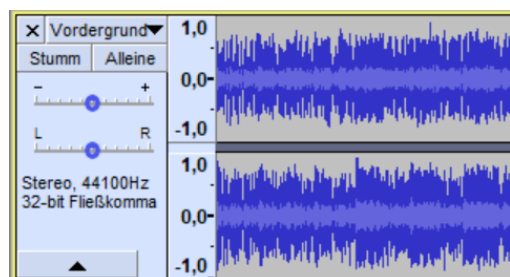 × Vordergrund▼
Stumm Alleine
- +
L R
Stereo, 44100Hz
32-bit Fließkomma
▲
1,0
0,0-
-1,0
1,0
0,0-
-1,0